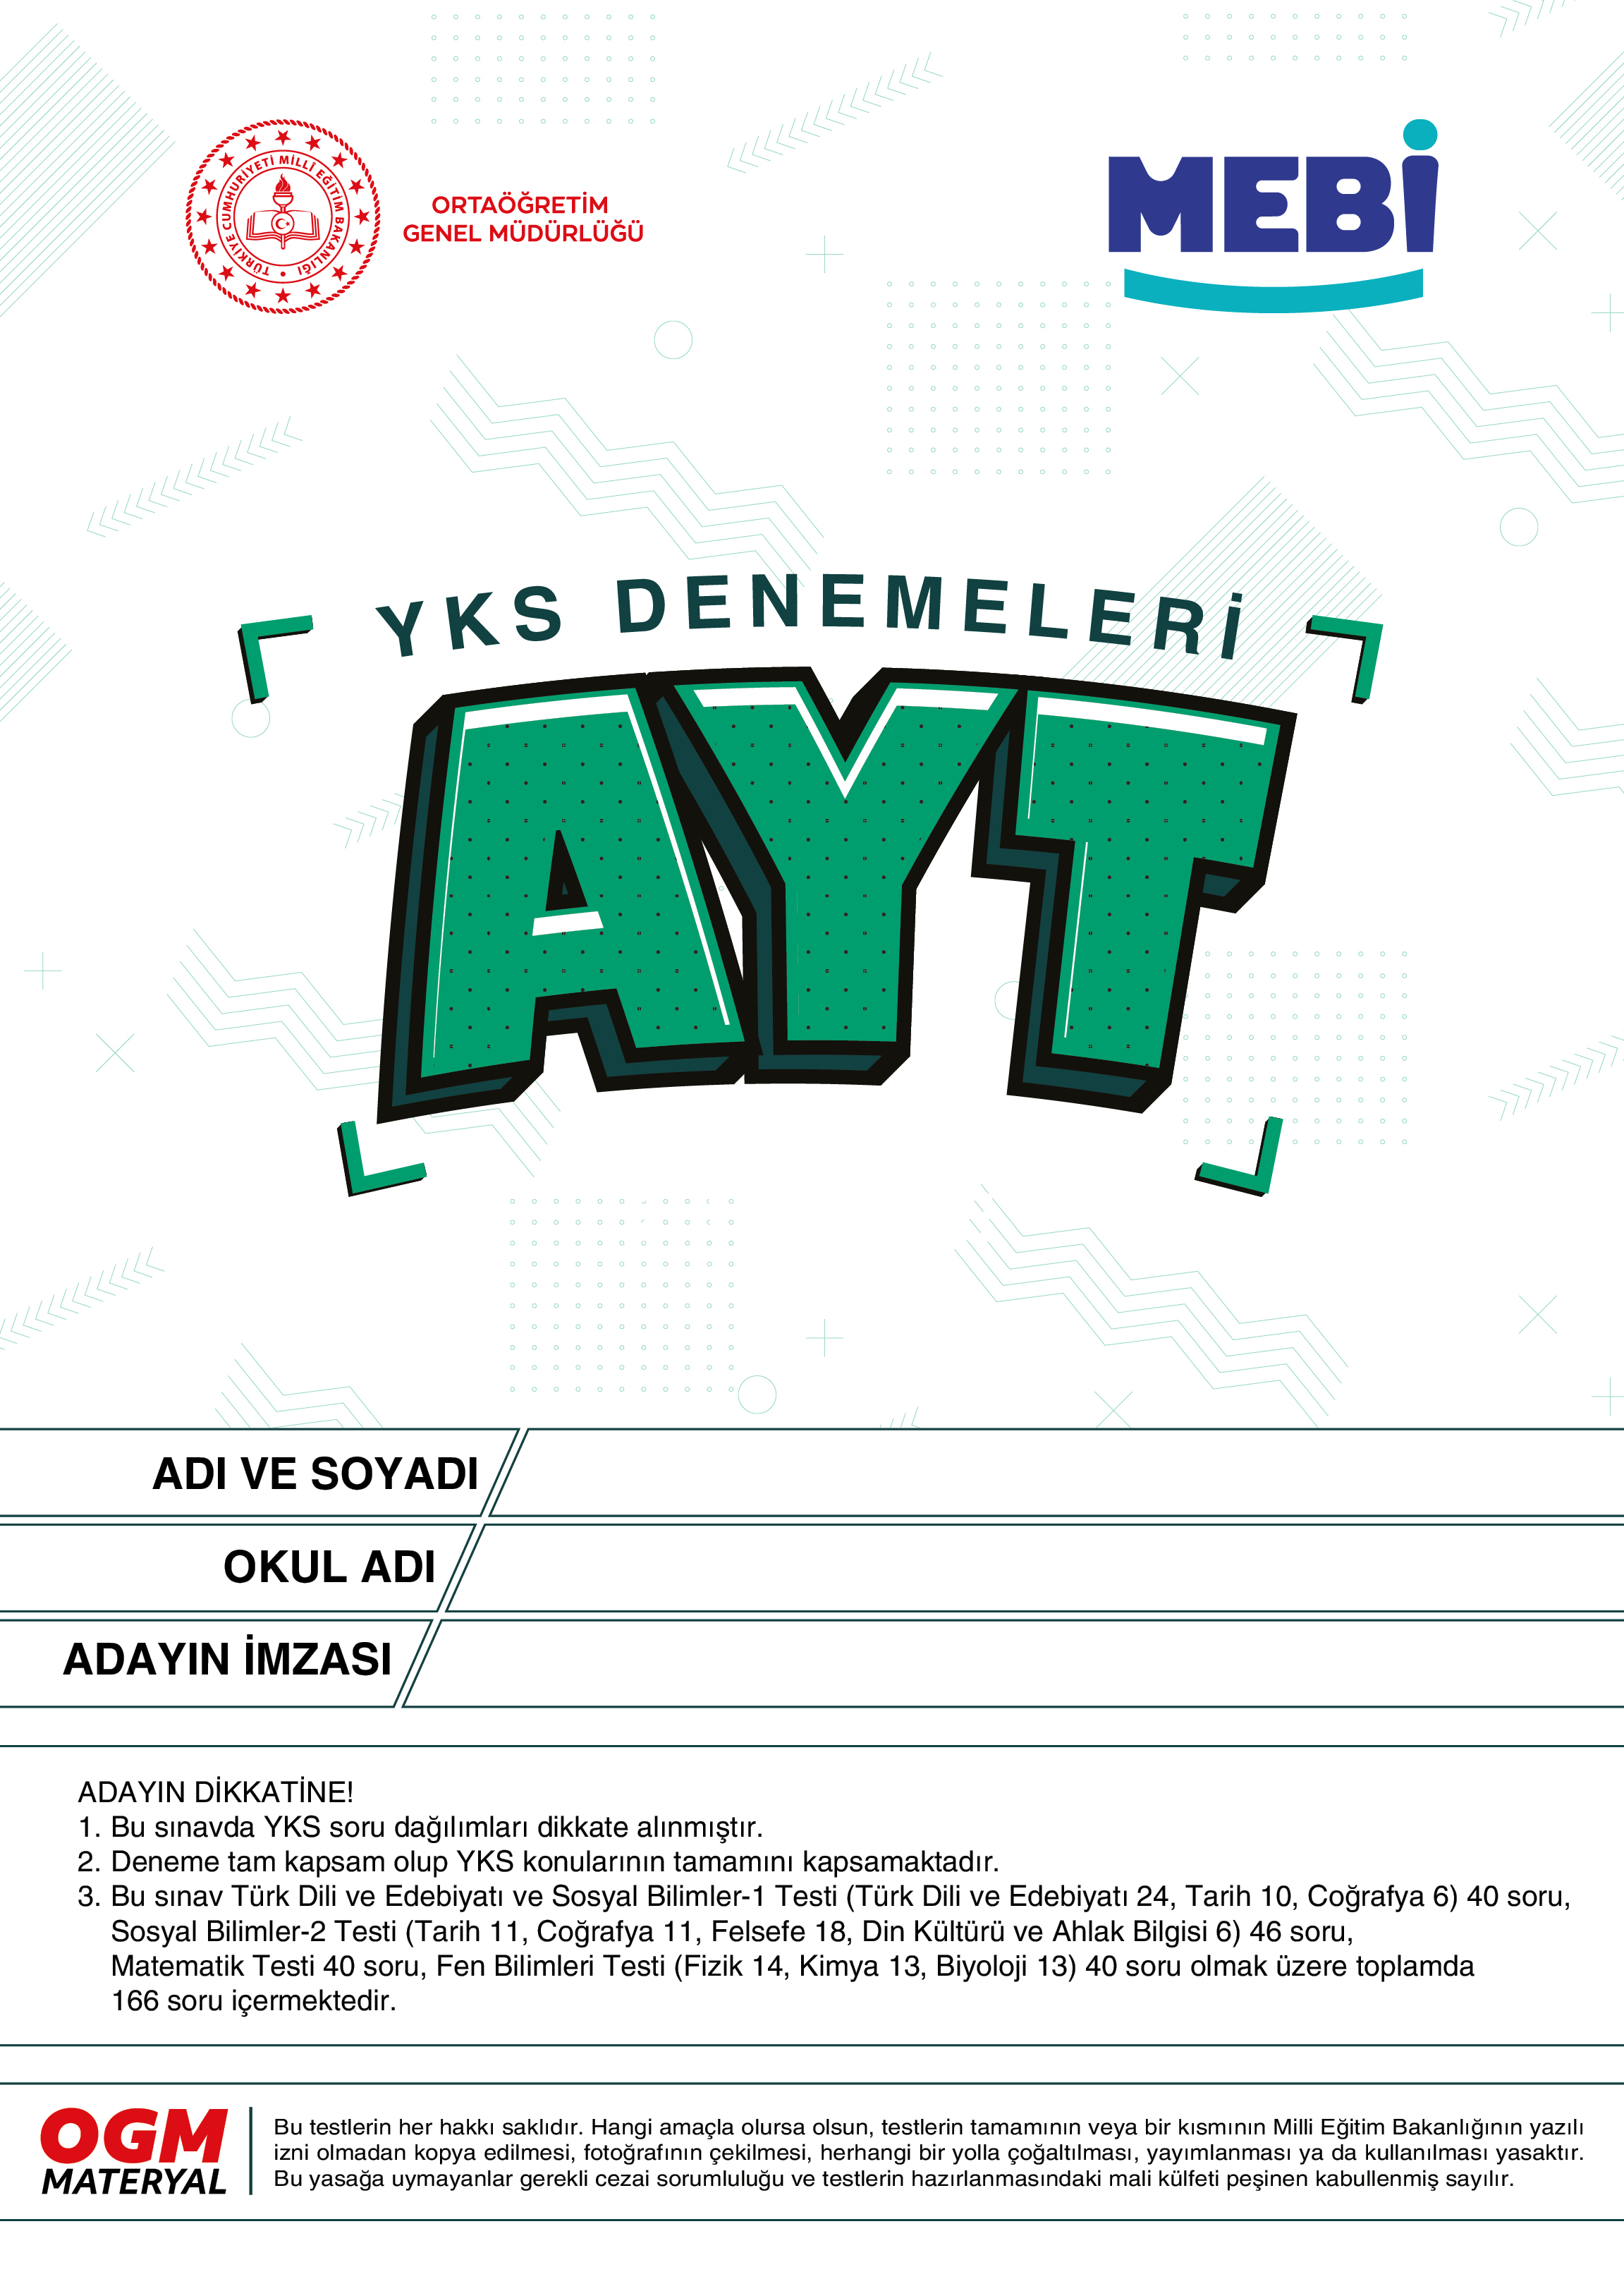 TÜRKİYE CUMHURİYETİ MİLLÎ EĞİTİM BAKANLIĞI
ORTAÖĞRETİM
GENEL MÜDÜRLÜĞÜ
MEBİ
YKS DENEMELERİ
AYT
ADI VE SOYADI
OKUL ADI
ADAYIN İMZASI
ADAYIN DİKKATİNE!
1. Bu sınavda YKS soru dağılımları dikkate alınmıştır.
2. Deneme tam kapsam olup YKS konularının tamamını kapsamaktadır.
3. Bu sınav Türk Dili ve Edebiyatı ve Sosyal Bilimler-1 Testi (Türk Dili ve Edebiyatı 24, Tarih 10, Coğrafya 6) 40 soru,
Sosyal Bilimler-2 Testi (Tarih 11, Coğrafya 11, Felsefe 18, Din Kültürü ve Ahlak Bilgisi 6) 46 soru,
Matematik Testi 40 soru, Fen Bilimleri Testi (Fizik 14, Kimya 13, Biyoloji 13) 40 soru olmak üzere toplamda
166 soru içermektedir.
OGM
MATERYAL
Bu testlerin her hakkı saklıdır. Hangi amaçla olursa olsun, testlerin tamamının veya bir kısmının Milli Eğitim Bakanlığının yazılı
izni olmadan kopya edilmesi, fotoğrafının çekilmesi, herhangi bir yolla çoğaltılması, yayımlanması ya da kullanılması yasaktır.
Bu yasağa uymayanlar gerekli cezai sorumluluğu ve testlerin hazırlanmasındaki mali külfeti peşinen kabullenmiş sayılır.